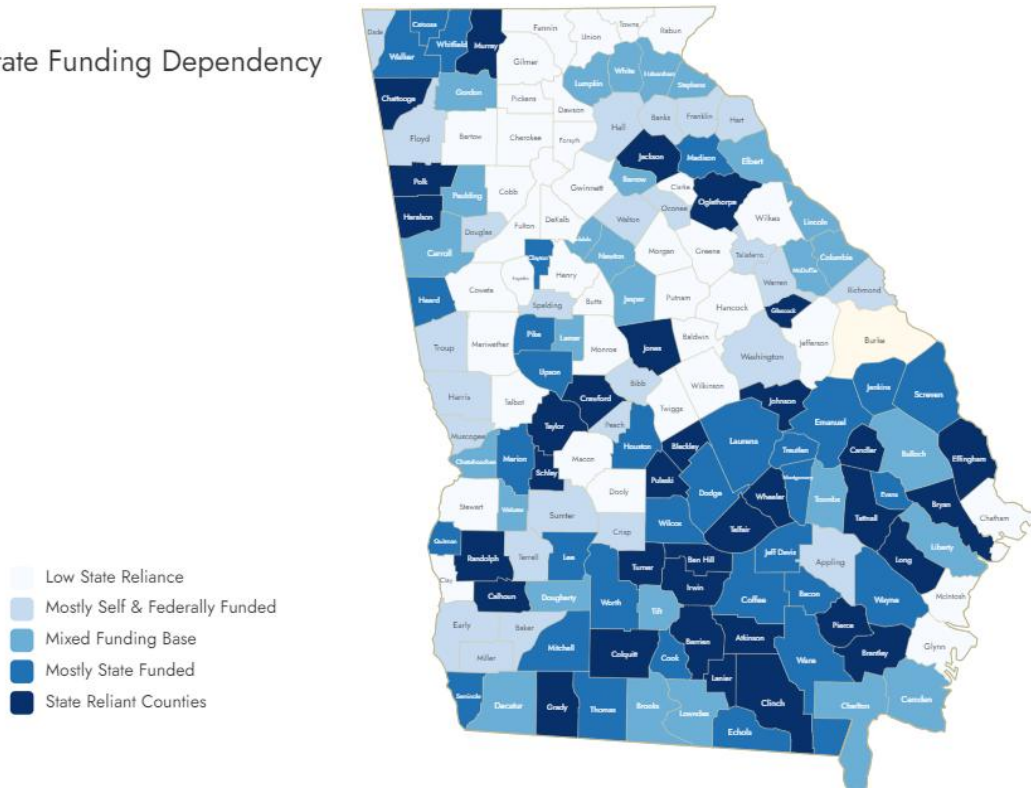 tate Funding Dependency
Dade
Catoosa
Walker
Whitfield
Murray
Fannin
Union
Towns
Rabun
Gilmer
Lumpkin
White
Habersham
Stephens
Chattooga
Gordon
Pickens
Dawson
Hall
Banks
Franklin
Hart
Floyd
Bartow
Cherokee
Forsyth
Jackson
Madison
Elbert
Polk
Paulding
Cobb
Gwinnett
Barrow
Clarke
Oglethorpe
Haralson
Douglas
Fulton
DeKalb
Walton
Oconee
Wilkes
Lincoln
Carroll
Clayton
Newton
Morgan
Greene
Taliaferro
McDuffie
Columbia
Heard
Coweta
Henry
Butts
Jasper
Putnam
Hancock
Warren
Richmond
Spalding
Glascock
Troup
Meriwether
Pike
Lamar
Monroe
Jones
Baldwin
Washington
Jefferson
Burke
Upson
Bibb
Wilkinson
Harris
Talbot
Crawford
Twiggs
Johnson
Jenkins
Screven
Muscogee
Taylor
Peach
Houston
Bleckley
Laurens
Emanuel
Chattahoochee
Marion
Schley
Macon
Treutlen
Candler
Bulloch
Effingham
Pulaski
Dodge
Montgomery
Evans
Stewart
Webster
Sumter
Dooly
Wheeler
Toombs
Tattnall
Bryan
Chatham
Quitman
Crisp
Wilcox
Telfair
Randolph
Terrell
Lee
Turner
Ben Hill
Jeff Davis
Appling
Long
Liberty
Clay
Calhoun
Dougherty
Worth
Irwin
Coffee
Bacon
Wayne
McIntosh
Tift
Early
Baker
Pierce
Miller
Mitchell
Colquitt
Cook
Berrien
Atkinson
Ware
Brantley
Glynn
Lanier
Seminole
Decatur
Grady
Thomas
Brooks
Lowndes
Clinch
Charlton
Camden
Echols
Low State Reliance
Mostly Self & Federally Funded
Mixed Funding Base
Mostly State Funded
State Reliant Counties